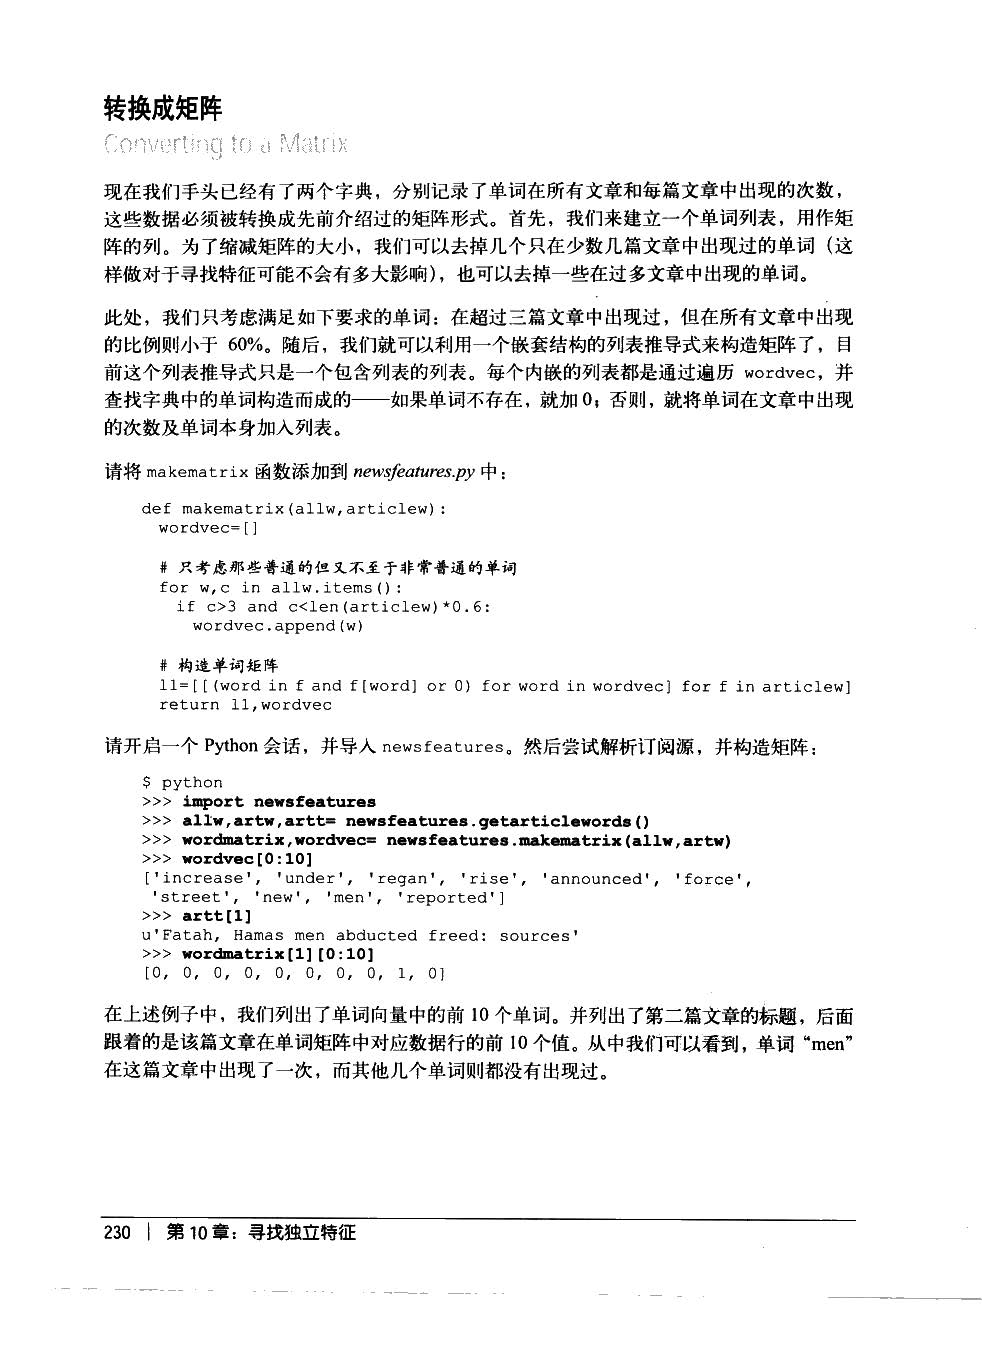 转换成矩阵
Converting to a Matrix
现在我们手头已经有了两个字典，分别记录了单词在所有文章和每篇文章中出现的次数，
这些数据必须被转换成先前介绍过的矩阵形式。首先，我们来建立一个单词列表，用作矩
阵的列。为了缩减矩阵的大小，我们可以去掉几个只在少数几篇文章中出现过的单词（这
样做对于寻找特征可能不会有多大影响），也可以去掉一些在过多文章中出现的单词。
此处，我们只考虑满足如下要求的单词：在超过三篇文章中出现过，但在所有文章中出现
的比例则小于 60%。随后，我们就可以利用一个嵌套结构的列表推导式来构造矩阵了，目
前这个列表推导式只是一个包含列表的列表。每个内嵌的列表都是通过遍历 wordvec，并
查找字典中的单词构造而成的——如果单词不存在，就加 0；否则，就将单词在文章中出现
的次数及单词本身加入列表。
请将 makematrix 函数添加到 newsfeatures.py 中：
def makematrix(allw,articlew):
wordvec=[]
# 只考虑那些普通的但又不至于非常普通的单词
for w,c in allw.items():
if c>3 and c<len(articlew)*0.6:
wordvec.append(w)
# 构造单词矩阵
l1=[[(word in f and f[word] or 0) for word in wordvec] for f in articlew]
return l1,wordvec
请开启一个 Python 会话，并导入 newsfeatures。然后尝试解析订阅源，并构造矩阵：
$ python
>>> import newsfeatures
>>> allw,artw,artt= newsfeatures.getarticlewords()
>>> wordmatrix,wordvec= newsfeatures.makematrix(allw,artw)
>>> wordvec[0:10]
['increase', 'under', 'regan', 'rise', 'announced', 'force',
'street', 'new', 'men', 'reported']
>>> artt[1]
u'Fatah, Hamas men abducted freed: sources'
>>> wordmatrix[1][0:10]
[0, 0, 0, 0, 0, 0, 0, 0, 1, 0]
在上述例子中，我们列出了单词向量中的前 10 个单词。并列出了第二篇文章的标题，后面
跟着的是该篇文章在单词矩阵中对应数据行的前 10 个值。从中我们可以看到，单词“men”
在这篇文章中出现了一次，而其他几个单词则都没有出现过。
230 | 第 10 章：寻找独立特征